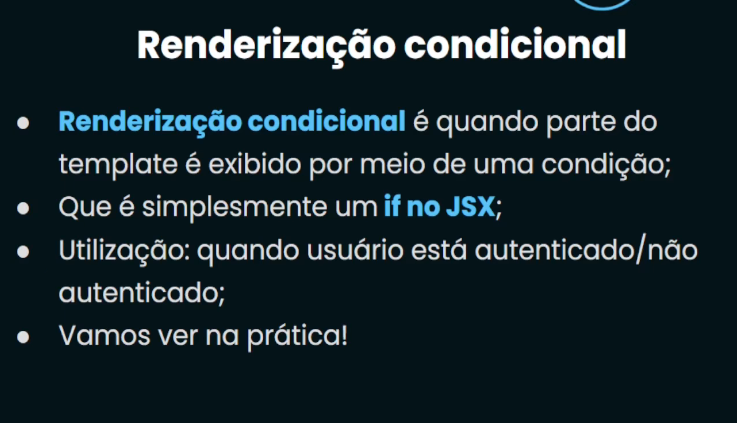 Renderização condicional
● Renderização condicional é quando parte do
template é exibido por meio de uma condição;
● Que é simplesmente um if no JSX;
● Utilização: quando usuário está autenticado/não
autenticado;
● Vamos ver na prática!